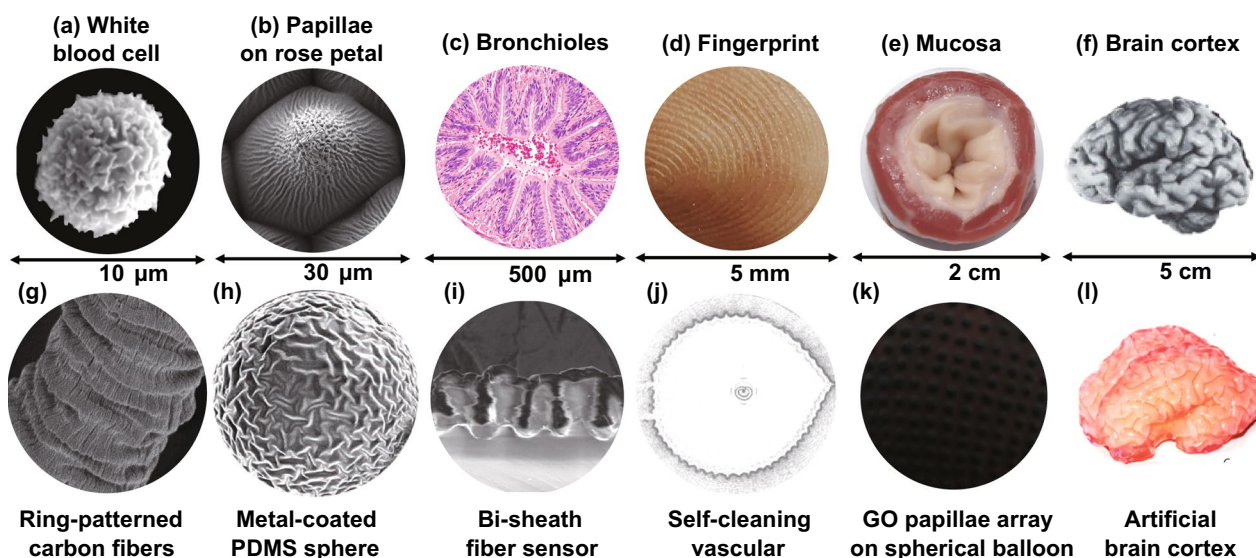 (a) White
blood cell
(b) Papillae
on rose petal
(c) Bronchioles
(d) Fingerprint
(e) Mucosa
(f) Brain cortex
10 μm
30 μm
500 μm
5 mm
2 cm
5 cm
(g)
(h)
(i)
(j)
(k)
(l)
Ring-patterned
carbon fibers
Metal-coated
PDMS sphere
Bi-sheath
fiber sensor
Self-cleaning
vascular
GO papillae array
on spherical balloon
Artificial
brain cortex